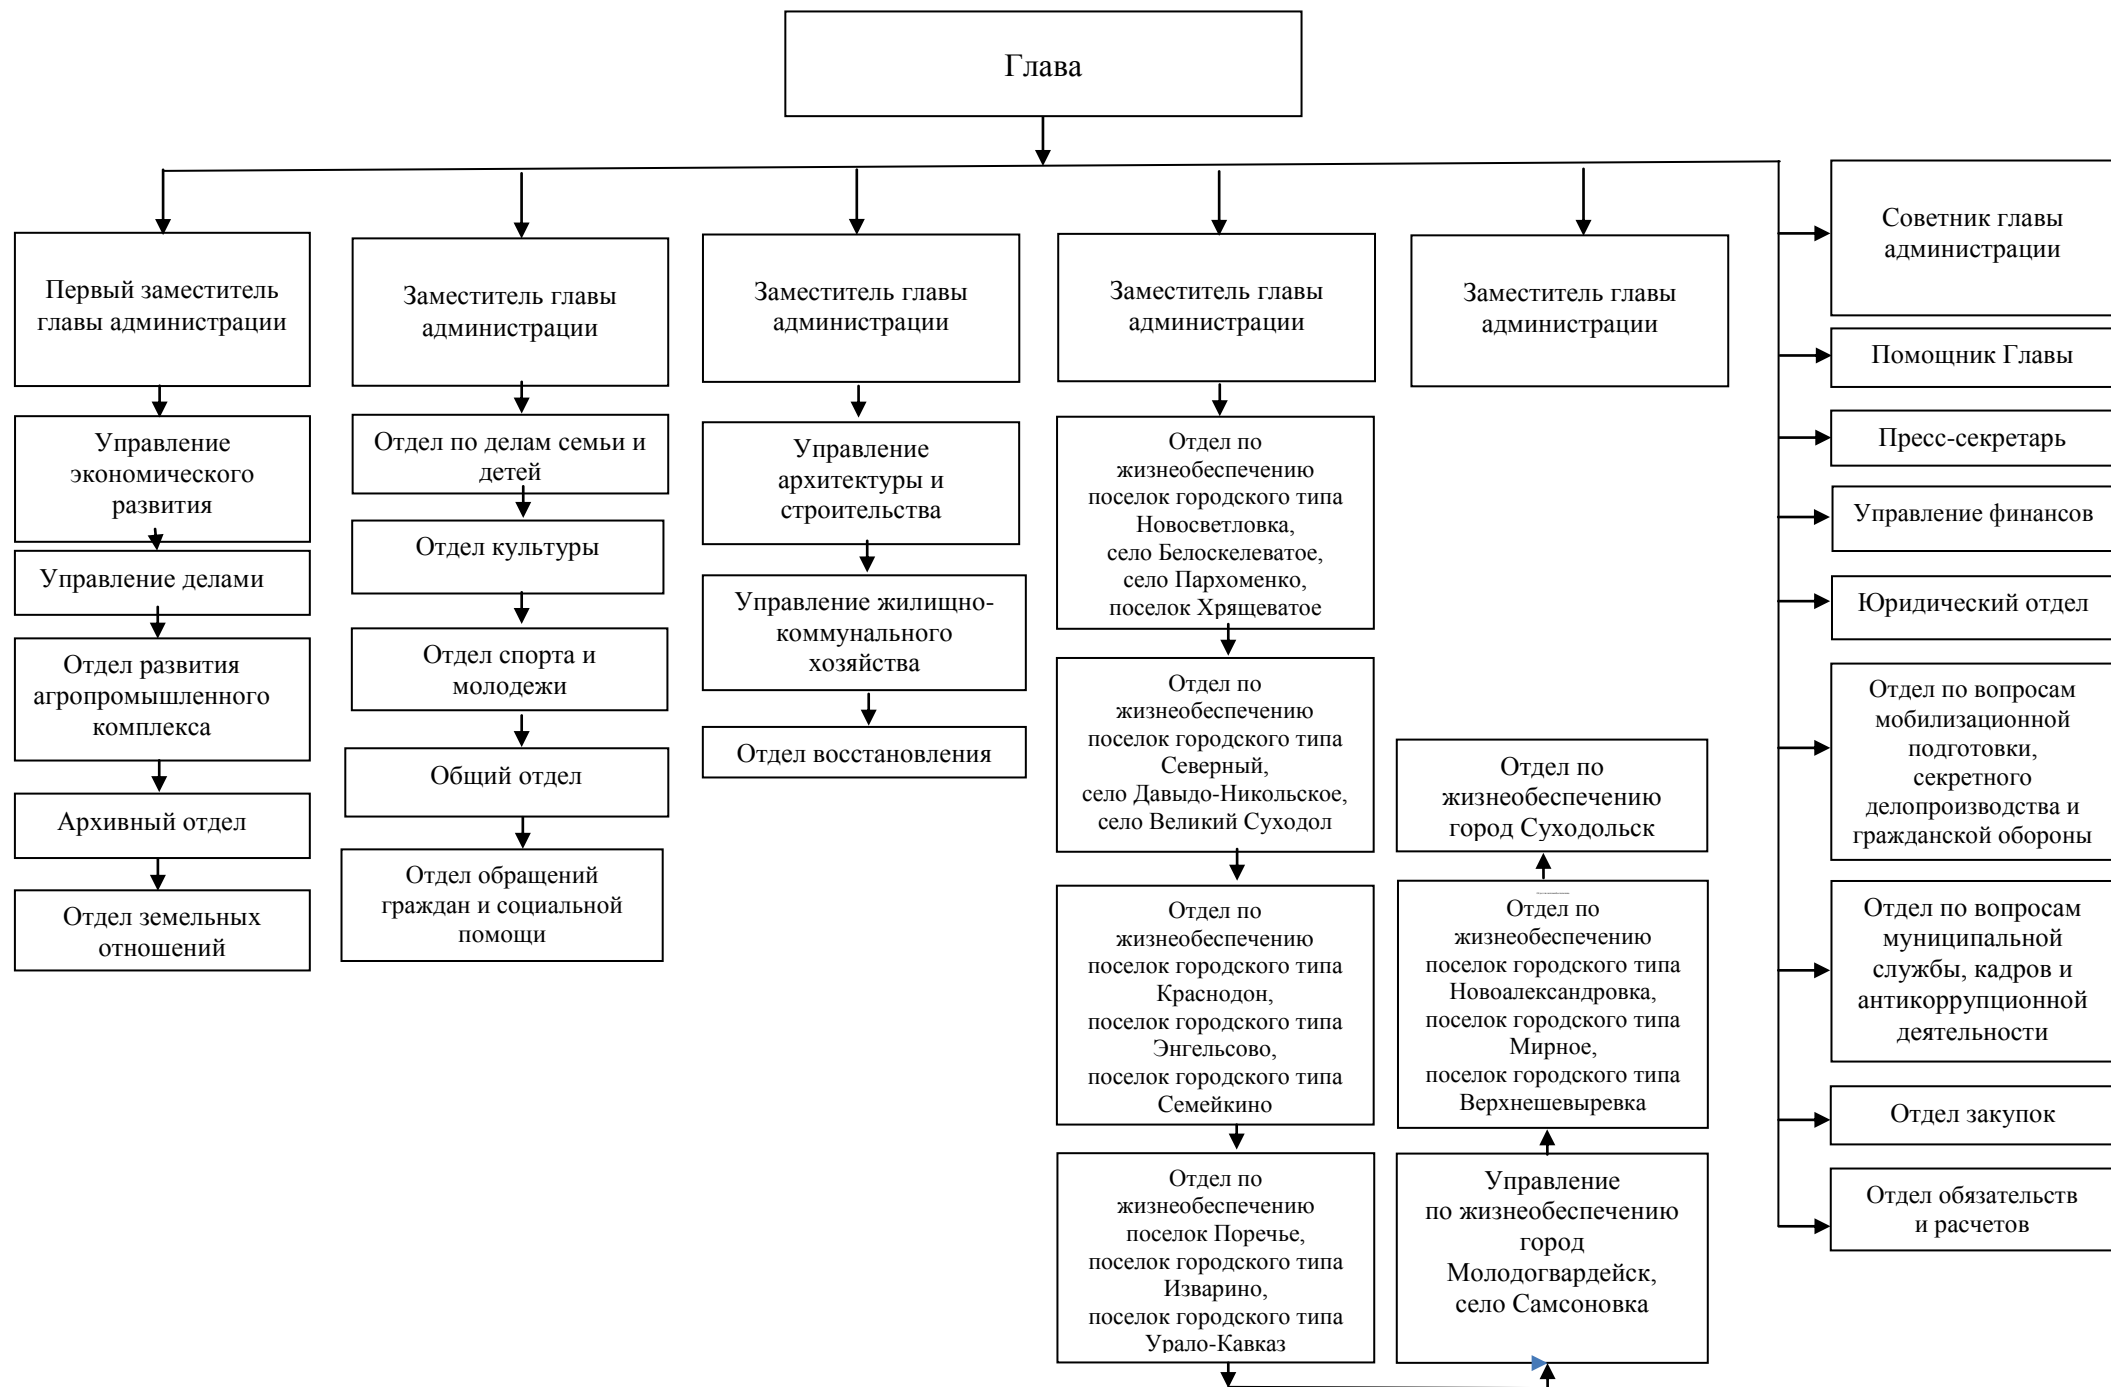 Глава
Первый заместитель
главы администрации
Управление
экономического
развития
Управление делами
Отдел развития
агропромышленного
комплекса
Архивный отдел
Отдел земельных
отношений
Заместитель главы
администрации
Отдел по делам семьи и
детей
Отдел культуры
Отдел спорта и
молодежи
Общий отдел
Отдел обращений
граждан и социальной
помощи
Заместитель главы
администрации
Управление
архитектуры и
строительства
Управление жилищно-
коммунального
хозяйства
Отдел восстановления
Заместитель главы
администрации
Отдел по
жизнеобеспечению
поселок городского типа
Новосветловка,
село Белоскелеватое,
село Пархоменко,
поселок Хрящеватое
Отдел по
жизнеобеспечению
поселок городского типа
Северный,
село Давыдо-Никольское,
село Великий Суходол
Отдел по
жизнеобеспечению
поселок городского типа
Краснодон,
поселок городского типа
Энгельсово,
поселок городского типа
Семейкино
Отдел по
жизнеобеспечению
поселок Поречье,
поселок городского типа
Изварино,
поселок городского типа
Урало-Кавказ
Заместитель главы
администрации
Отдел по
жизнеобеспечению
город Суходольск
Отдел по
жизнеобеспечению
поселок городского типа
Новоалександровка,
поселок городского типа
Мирное,
поселок городского типа
Верхнешевыревка
Управление
по жизнеобеспечению
город
Молодогвардейск,
село Самсоновка
Советник главы
администрации
Помощник Главы
Пресс-секретарь
Управление финансов
Юридический отдел
Отдел по вопросам
мобилизационной
подготовки,
секретного
делопроизводства и
гражданской обороны
Отдел по вопросам
муниципальной
службы, кадров и
антикоррупционной
деятельности
Отдел закупок
Отдел обязательств
и расчетов